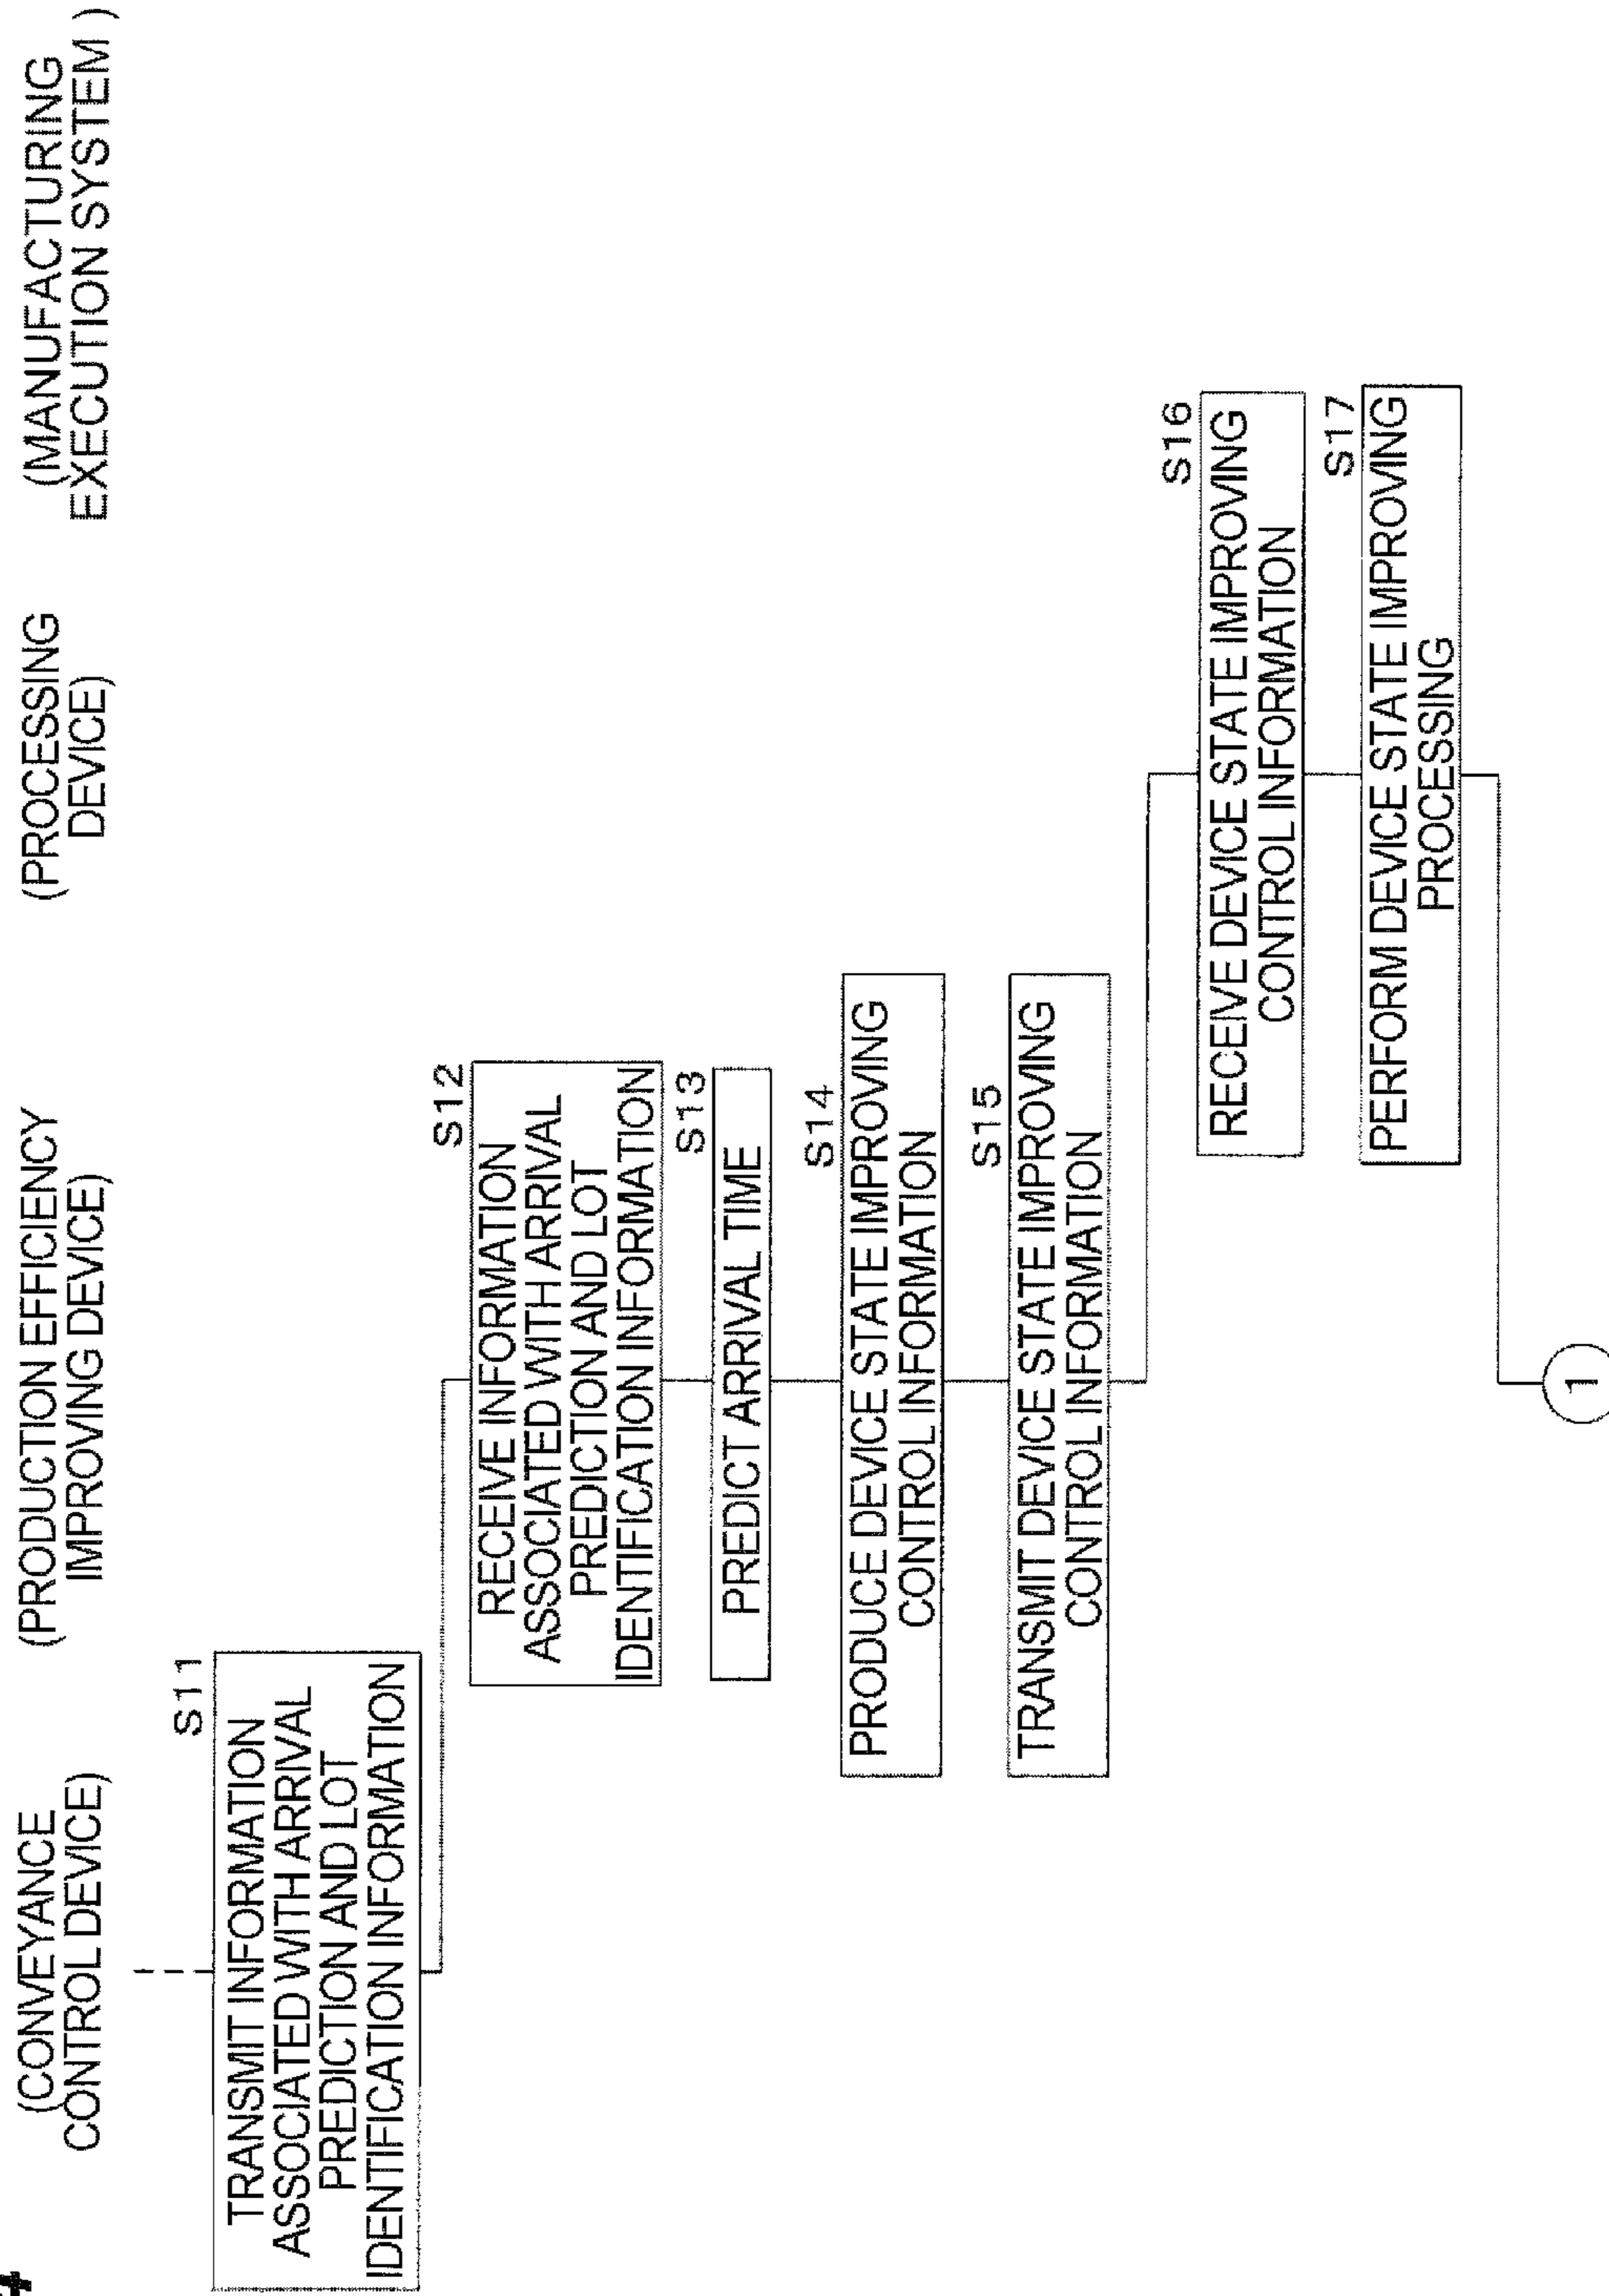 (CONVEYANCE
CONTROL DEVICE)
(PRODUCTION EFFICIENCY
IMPROVING DEVICE)
(PROCESSING
DEVICE)
(MANUFACTURING
EXECUTION SYSTEM )
S11
TRANSMIT INFORMATION
ASSOCIATED WITH ARRIVAL
PREDICTION AND LOT
IDENTIFICATION INFORMATION
S12
RECEIVE INFORMATION
ASSOCIATED WITH ARRIVAL
PREDICTION AND LOT
IDENTIFICATION INFORMATION
S13
PREDICT ARRIVAL TIME
S14
PRODUCE DEVICE STATE IMPROVING
CONTROL INFORMATION
S15
TRANSMIT DEVICE STATE IMPROVING
CONTROL INFORMATION
S16
RECEIVE DEVICE STATE IMPROVING
CONTROL INFORMATION
S17
PERFORM DEVICE STATE IMPROVING
PROCESSING
1